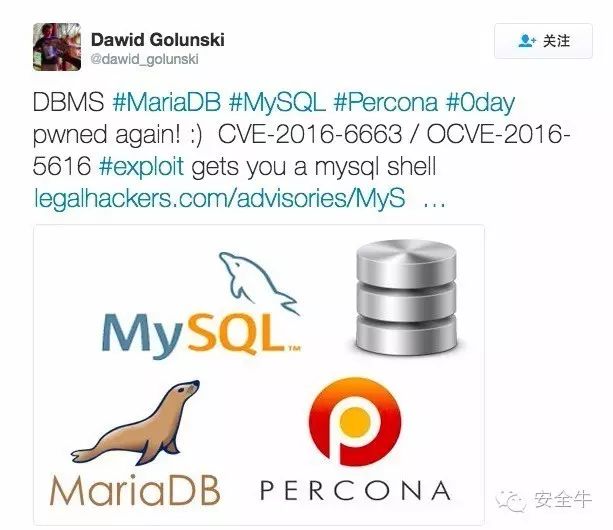 Dawid Golunski
@dawid_golunski
关注
DBMS #MariaDB #MySQL #Percona #0day
pwned again! :) CVE-2016-6663 / OCVE-2016-
5616 #exploit gets you a mysql shell
legalhackers.com/advisories/MyS …
MySQL™
MariaDB
PERCONA
安全牛